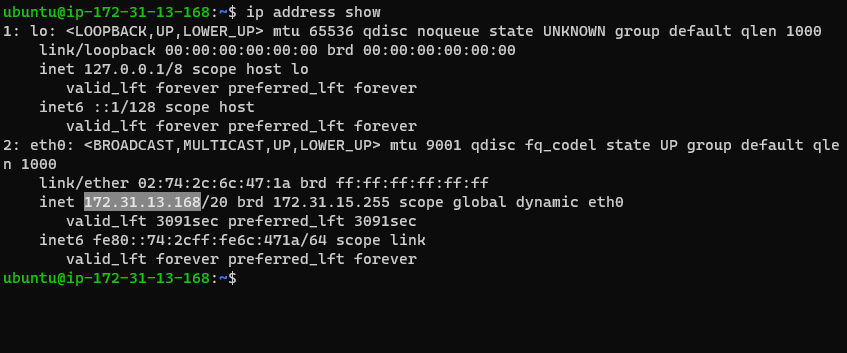 ubuntu@ip-172-31-13-168:~$ ip address show
1: lo: <LOOPBACK,UP,LOWER_UP> mtu 65536 qdisc noqueue state UNKNOWN group default qlen 1000
    link/loopback 00:00:00:00:00:00 brd 00:00:00:00:00:00
    inet 127.0.0.1/8 scope host lo
       valid_lft forever preferred_lft forever
    inet6 ::1/128 scope host
       valid_lft forever preferred_lft forever
2: eth0: <BROADCAST,MULTICAST,UP,LOWER_UP> mtu 9001 qdisc fq_codel state UP group default qle
n 1000
    link/ether 02:74:2c:6c:47:1a brd ff:ff:ff:ff:ff:ff
    inet 172.31.13.168/20 brd 172.31.15.255 scope global dynamic eth0
       valid_lft 3091sec preferred_lft 3091sec
    inet6 fe80::74:2cff:fe6c:471a/64 scope link
       valid_lft forever preferred_lft forever
ubuntu@ip-172-31-13-168:~$